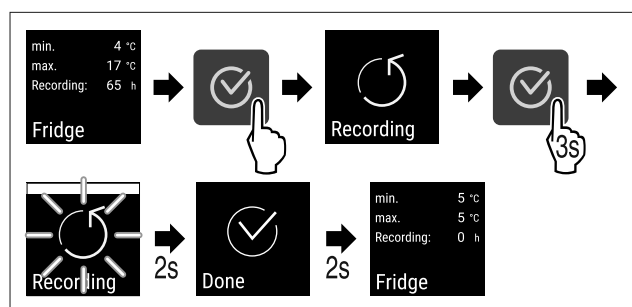 min. 4 °C
max. 17 °C
Recording: 65 h
Fridge
Recording
3s
Recording
2s
Done
2s
min. 5 °C
max. 5 °C
Recording: 0 h
Fridge